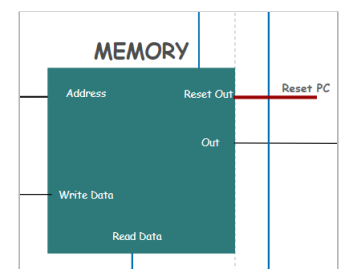 MEMORY
Address
Reset Out
Reset PC
Out
Write Data
Read Data